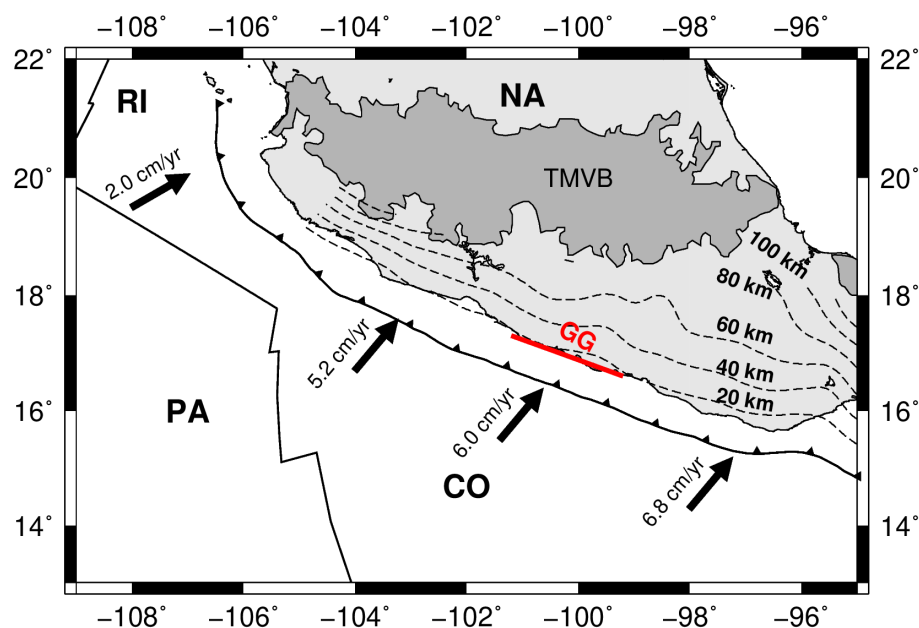 −108˚ −106˚ −104˚ −102˚ −100˚ −98˚ −96˚
22˚ 22˚
RI
NA
2.0 cm/yr
TMVB
20˚ 20˚
100 km
80 km
18˚ 18˚
5.2 cm/yr
GG
60 km
40 km
20 km
16˚ 16˚
PA
6.0 cm/yr
CO
6.8 cm/yr
14˚ 14˚
−108˚ −106˚ −104˚ −102˚ −100˚ −98˚ −96˚